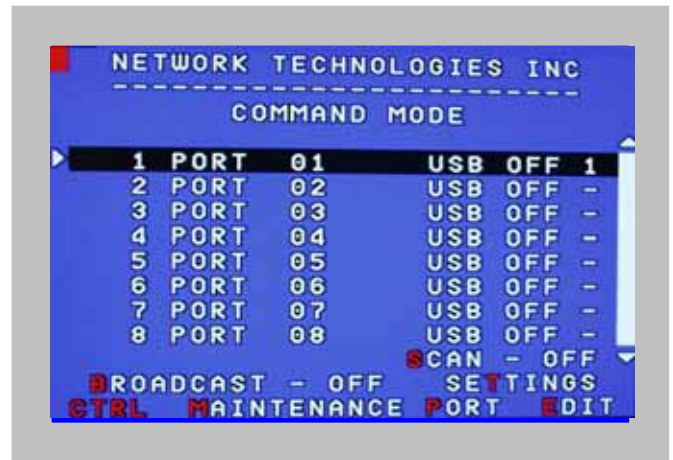 NETWORK TECHNOLOGIES INC
---------------------------
COMMAND MODE
1 PORT 01 USB OFF 1
2 PORT 02 USB OFF -
3 PORT 03 USB OFF -
4 PORT 04 USB OFF -
5 PORT 05 USB OFF -
6 PORT 06 USB OFF -
7 PORT 07 USB OFF -
8 PORT 08 USB OFF -
SCAN - OFF
BROADCAST - OFF SETTINGS
CTRL MAINTENANCE PORT EDIT